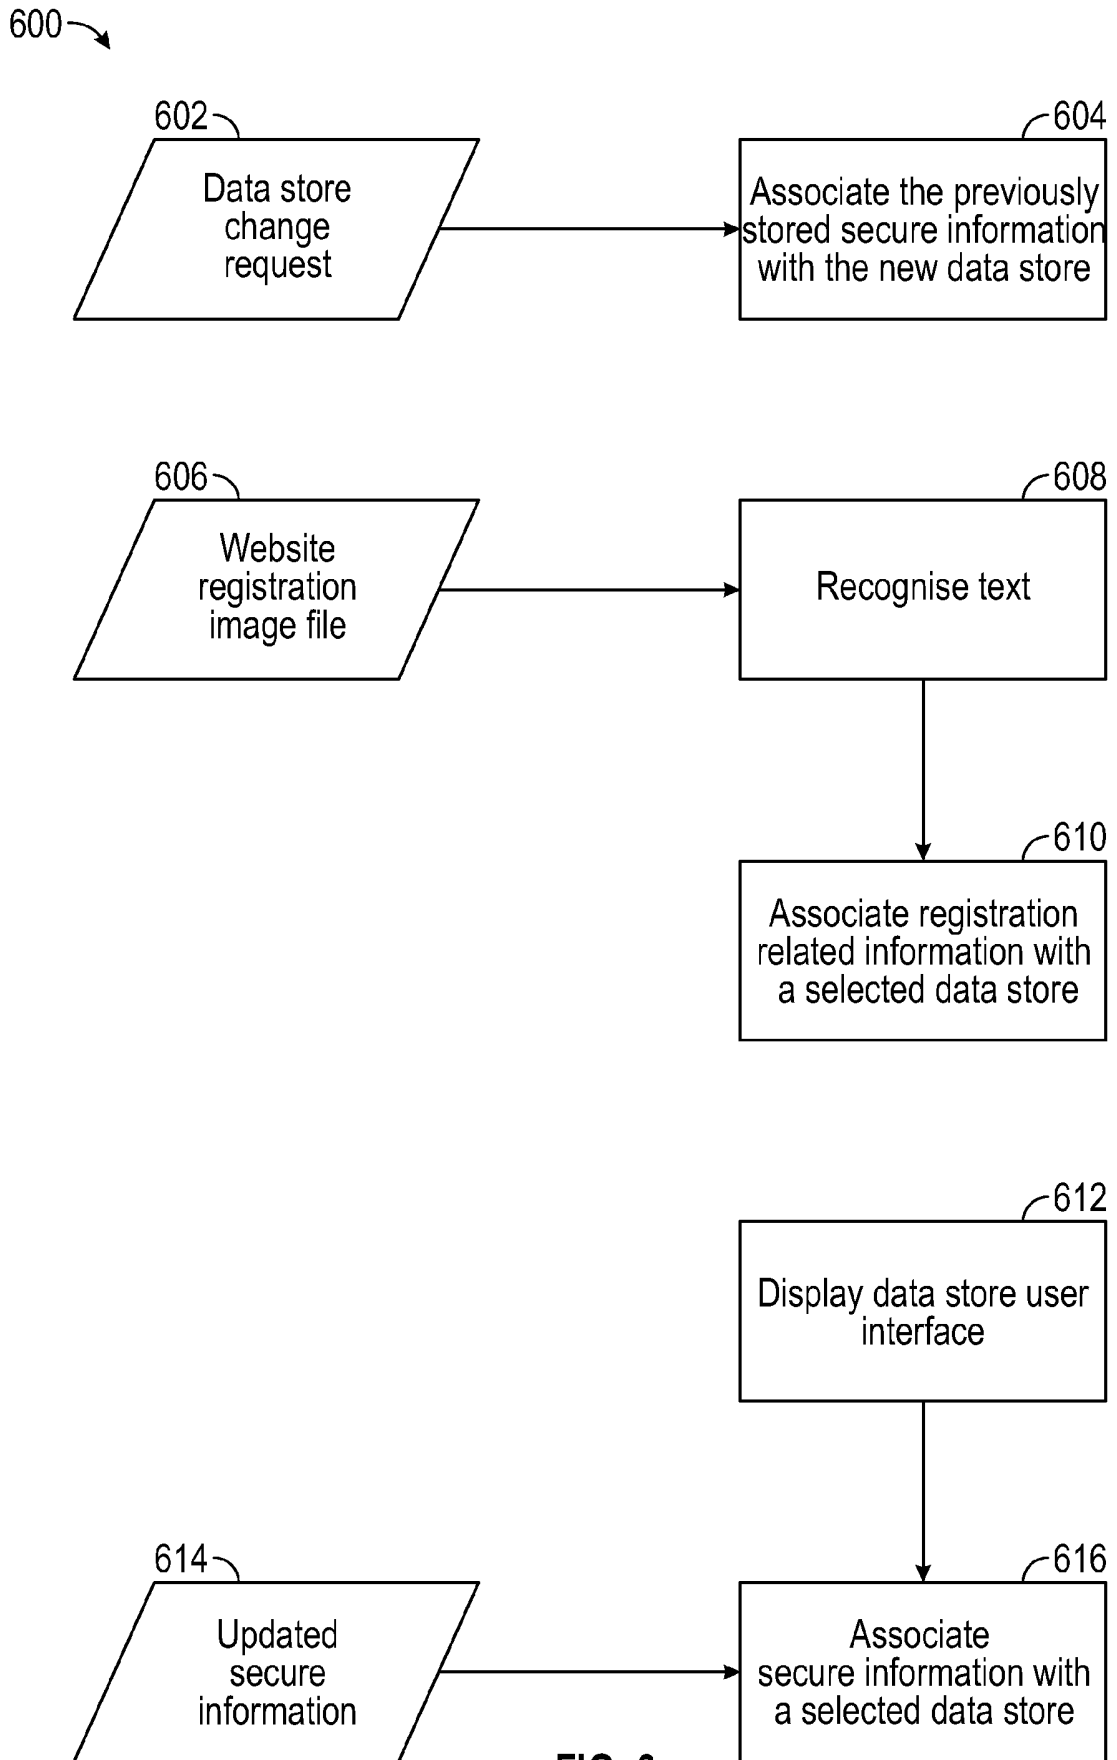 600
602
Data store
change
request
604
Associate the previously
stored secure information
with the new data store
606
Website
registration
image file
608
Recognise text
610
Associate registration
related information with
a selected data store
612
Display data store user
interface
614
Updated
secure
information
616
Associate
secure information with
a selected data store